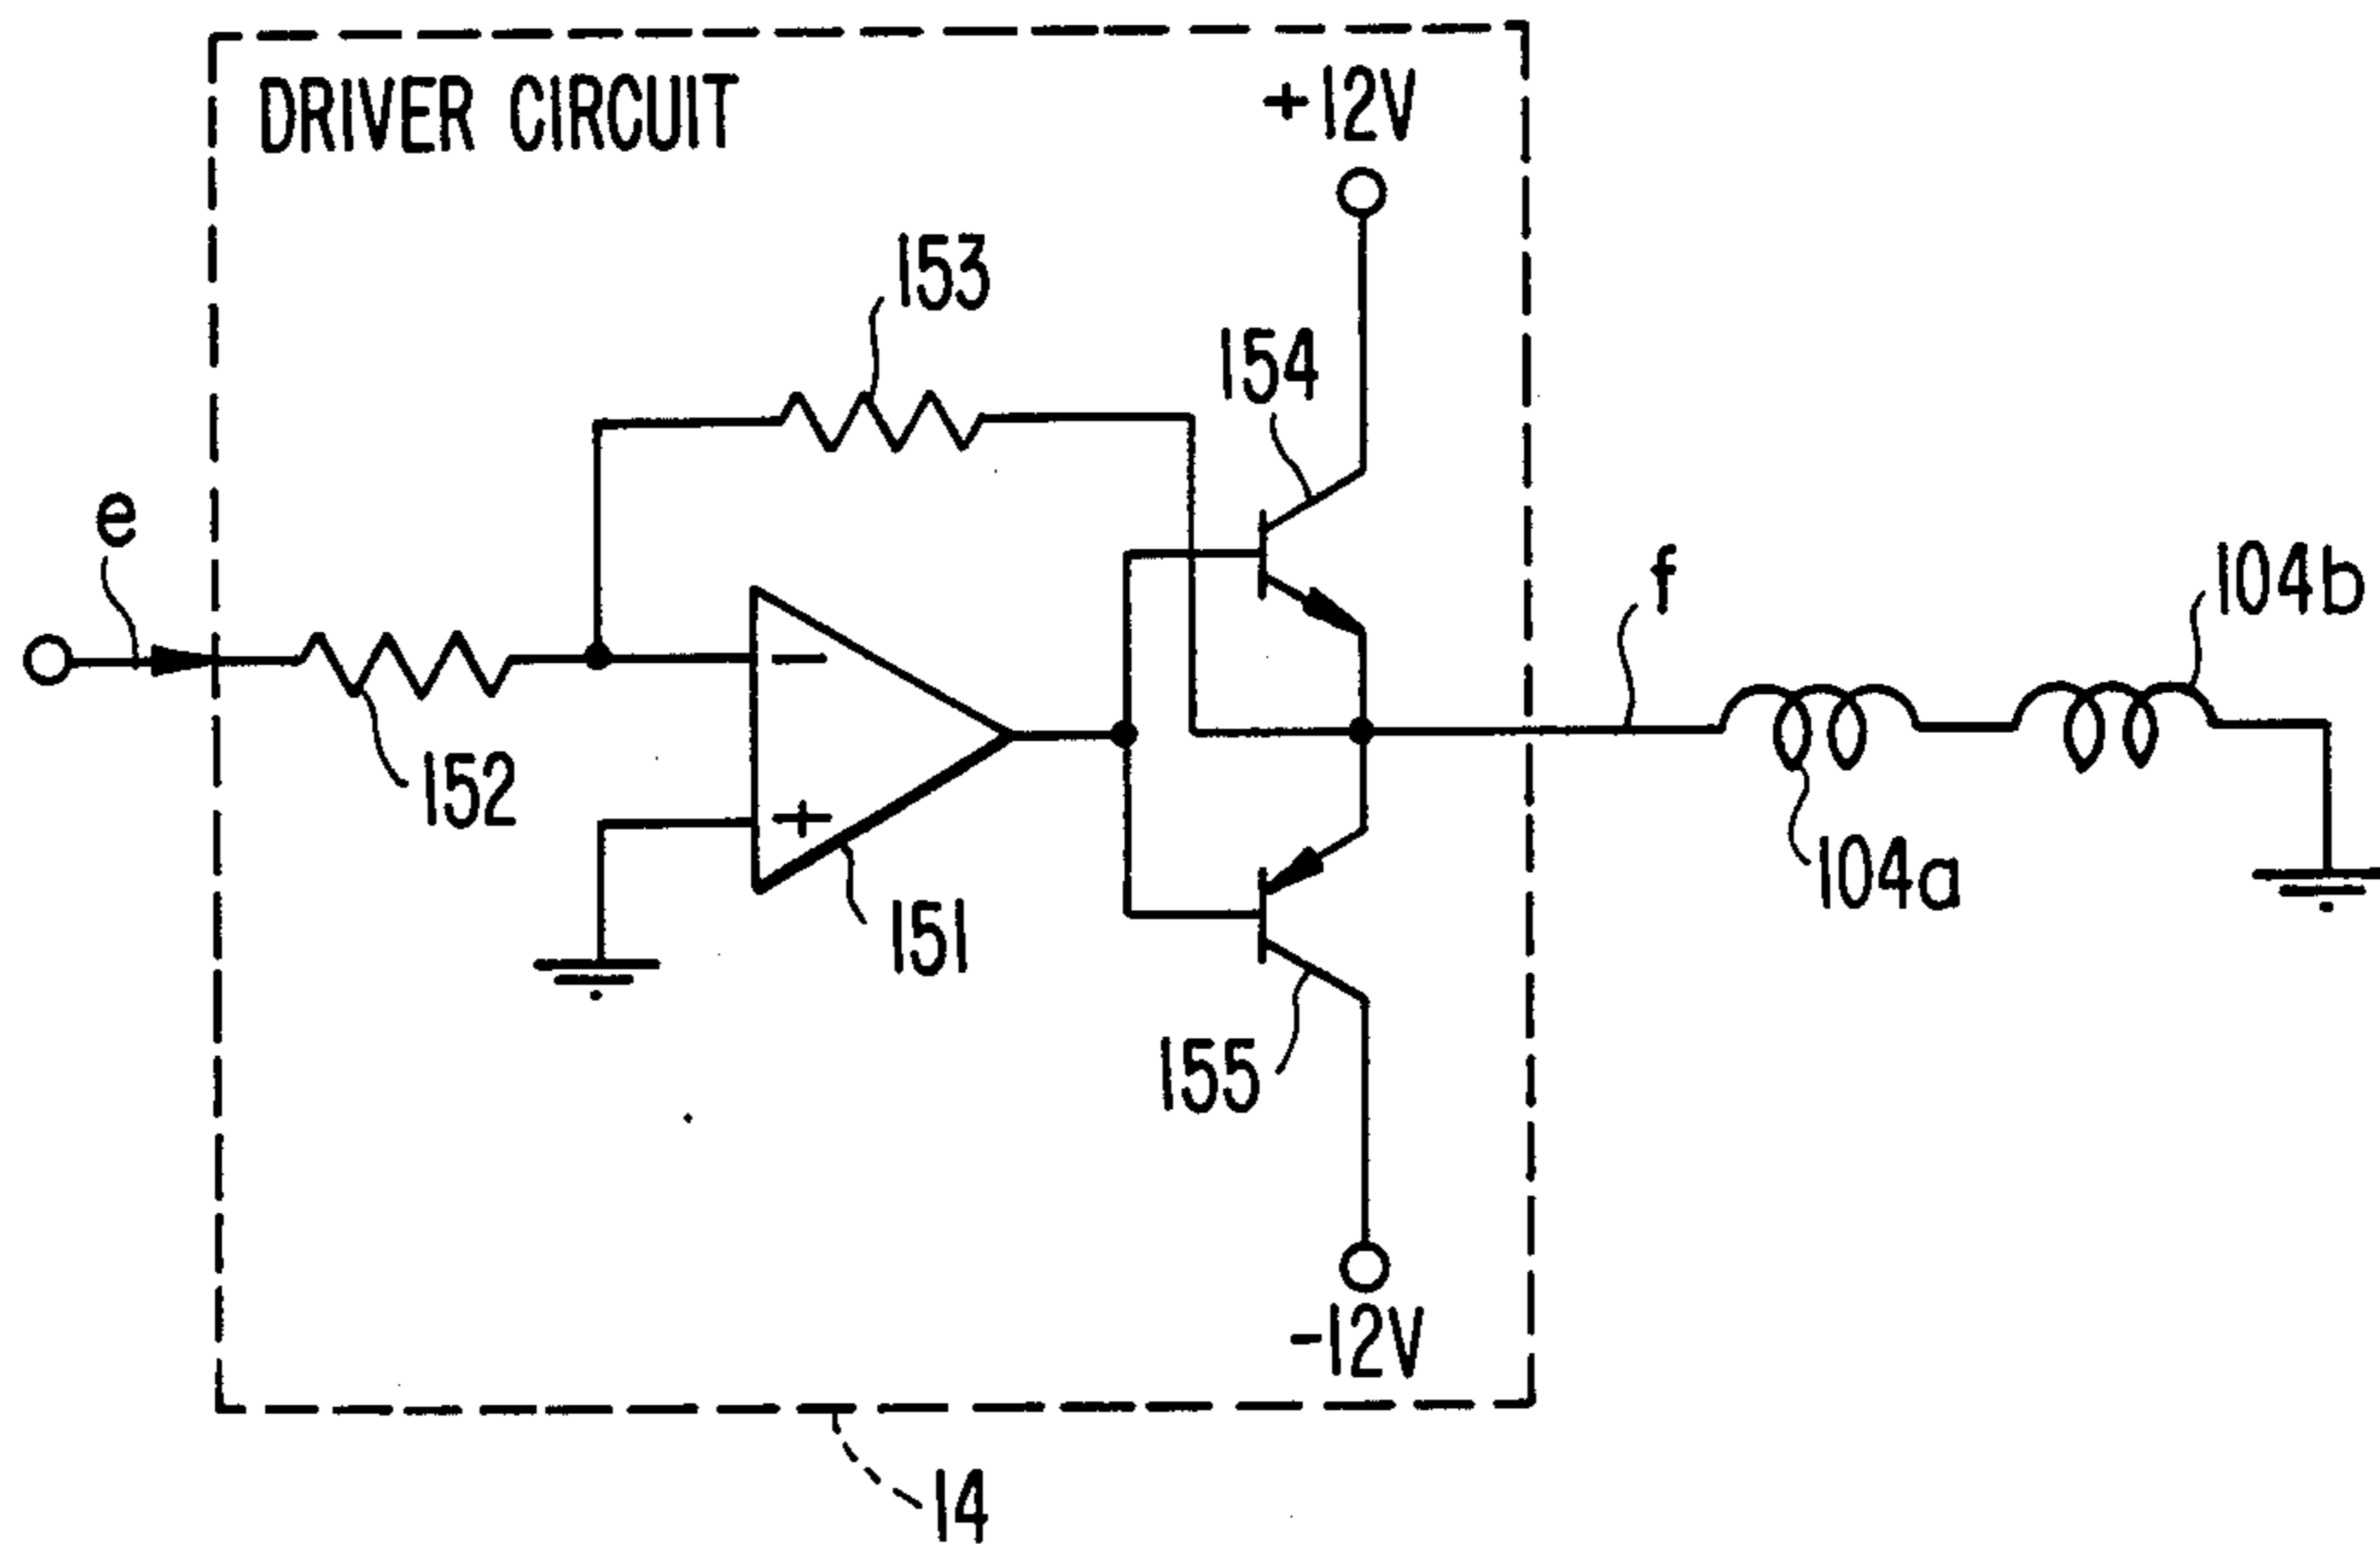 DRIVER CIRCUIT
+12V
153
154
e
f
104b
152
−
+
104a
151
155
-12V
14